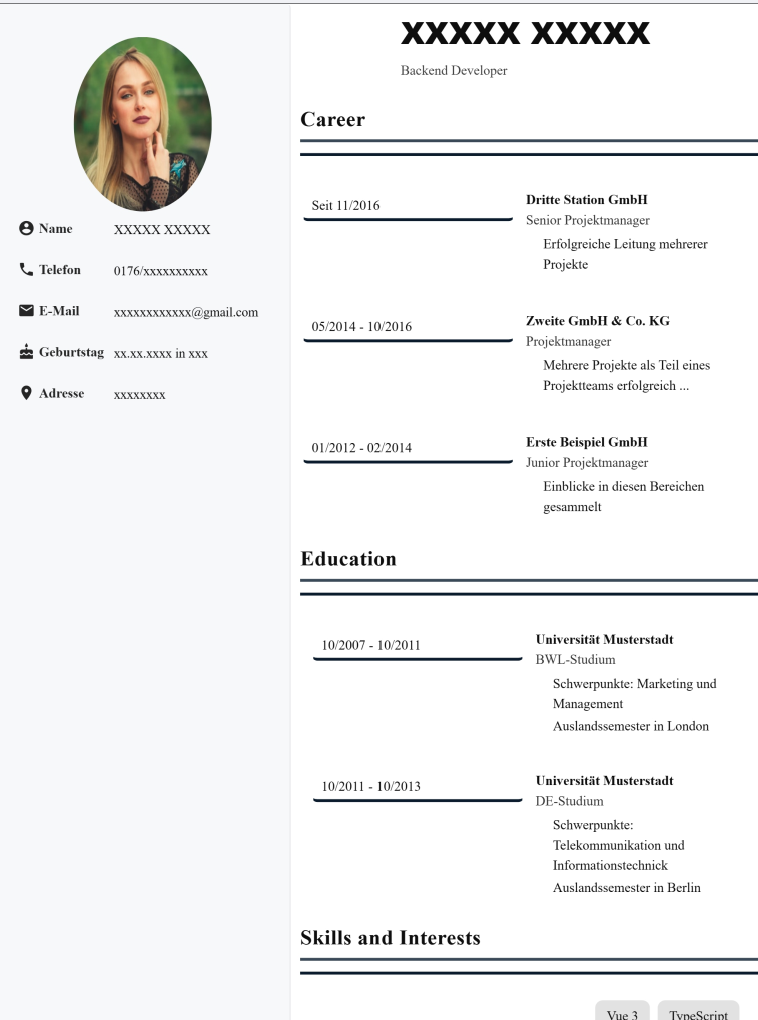 XXXXX XXXXX
Backend Developer
Name XXXXX XXXXX
Telefon 0176/xxxxxxxxxx
E-Mail xxxxxxxxxxxx@gmail.com
Geburtstag xx.xx.xxxx in xxx
Adresse xxxxxxxx
Career
Seit 11/2016
Dritte Station GmbH
Senior Projektmanager
Erfolgreiche Leitung mehrerer
Projekte
05/2014 - 10/2016
Zweite GmbH & Co. KG
Projektmanager
Mehrere Projekte als Teil eines
Projektteams erfolgreich ...
01/2012 - 02/2014
Erste Beispiel GmbH
Junior Projektmanager
Einblicke in diesen Bereichen
gesammelt
Education
10/2007 - 10/2011
Universität Musterstadt
BWL-Studium
Schwerpunkte: Marketing und
Management
Auslandssemester in London
10/2011 - 10/2013
Universität Musterstadt
DE-Studium
Schwerpunkte:
Telekommunikation und
Informationstechnick
Auslandssemester in Berlin
Skills and Interests
Vue 3 TypeScript